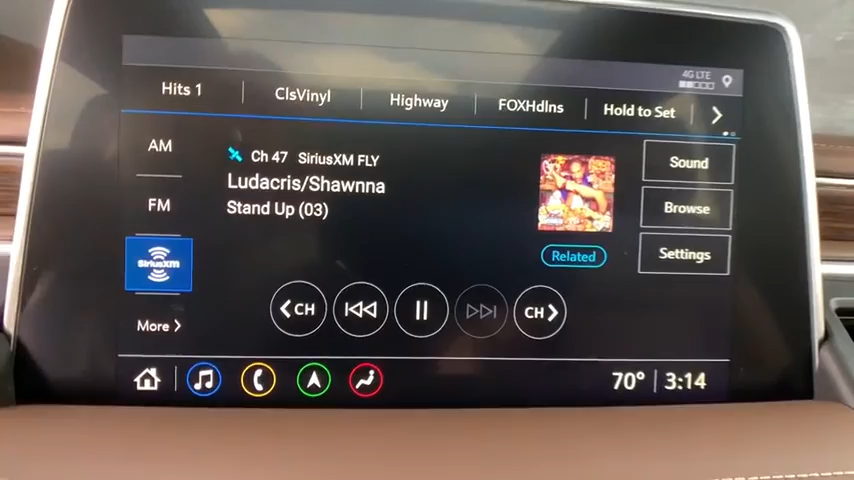 4G LTE
Hits 1
ClsVinyl
Highway
FOXHdlns
Hold to Set
AM
Ch 47 SiriusXM FLY
Sound
Ludacris/Shawnna
FM
Stand Up (03)
Browse
SiriusXM
Related
Settings
More
CH
CH
70° 3:14